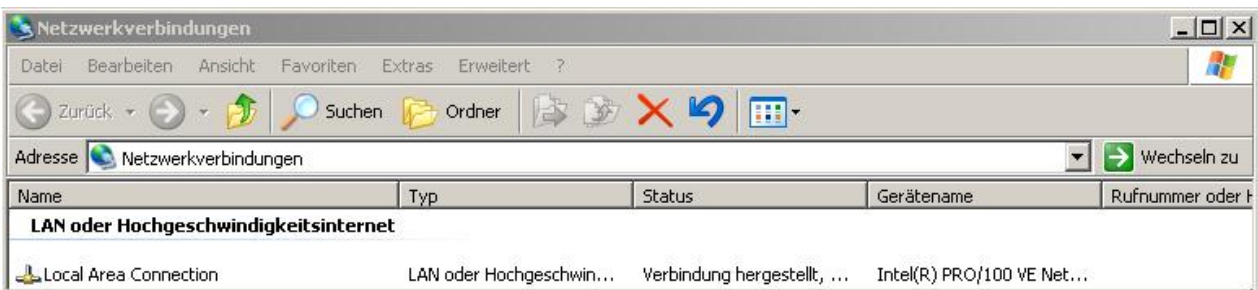 Netzwerkverbindungen
Datei Bearbeiten Ansicht Favoriten Extras Erweitert ?
Zurück Suchen Ordner
Adresse Netzwerkverbindungen Wechseln zu
Name Typ Status Gerätename Rufnummer oder H
LAN oder Hochgeschwindigkeitsinternet
Local Area Connection LAN oder Hochgeschwin... Verbindung hergestellt, ... Intel(R) PRO/100 VE Net...